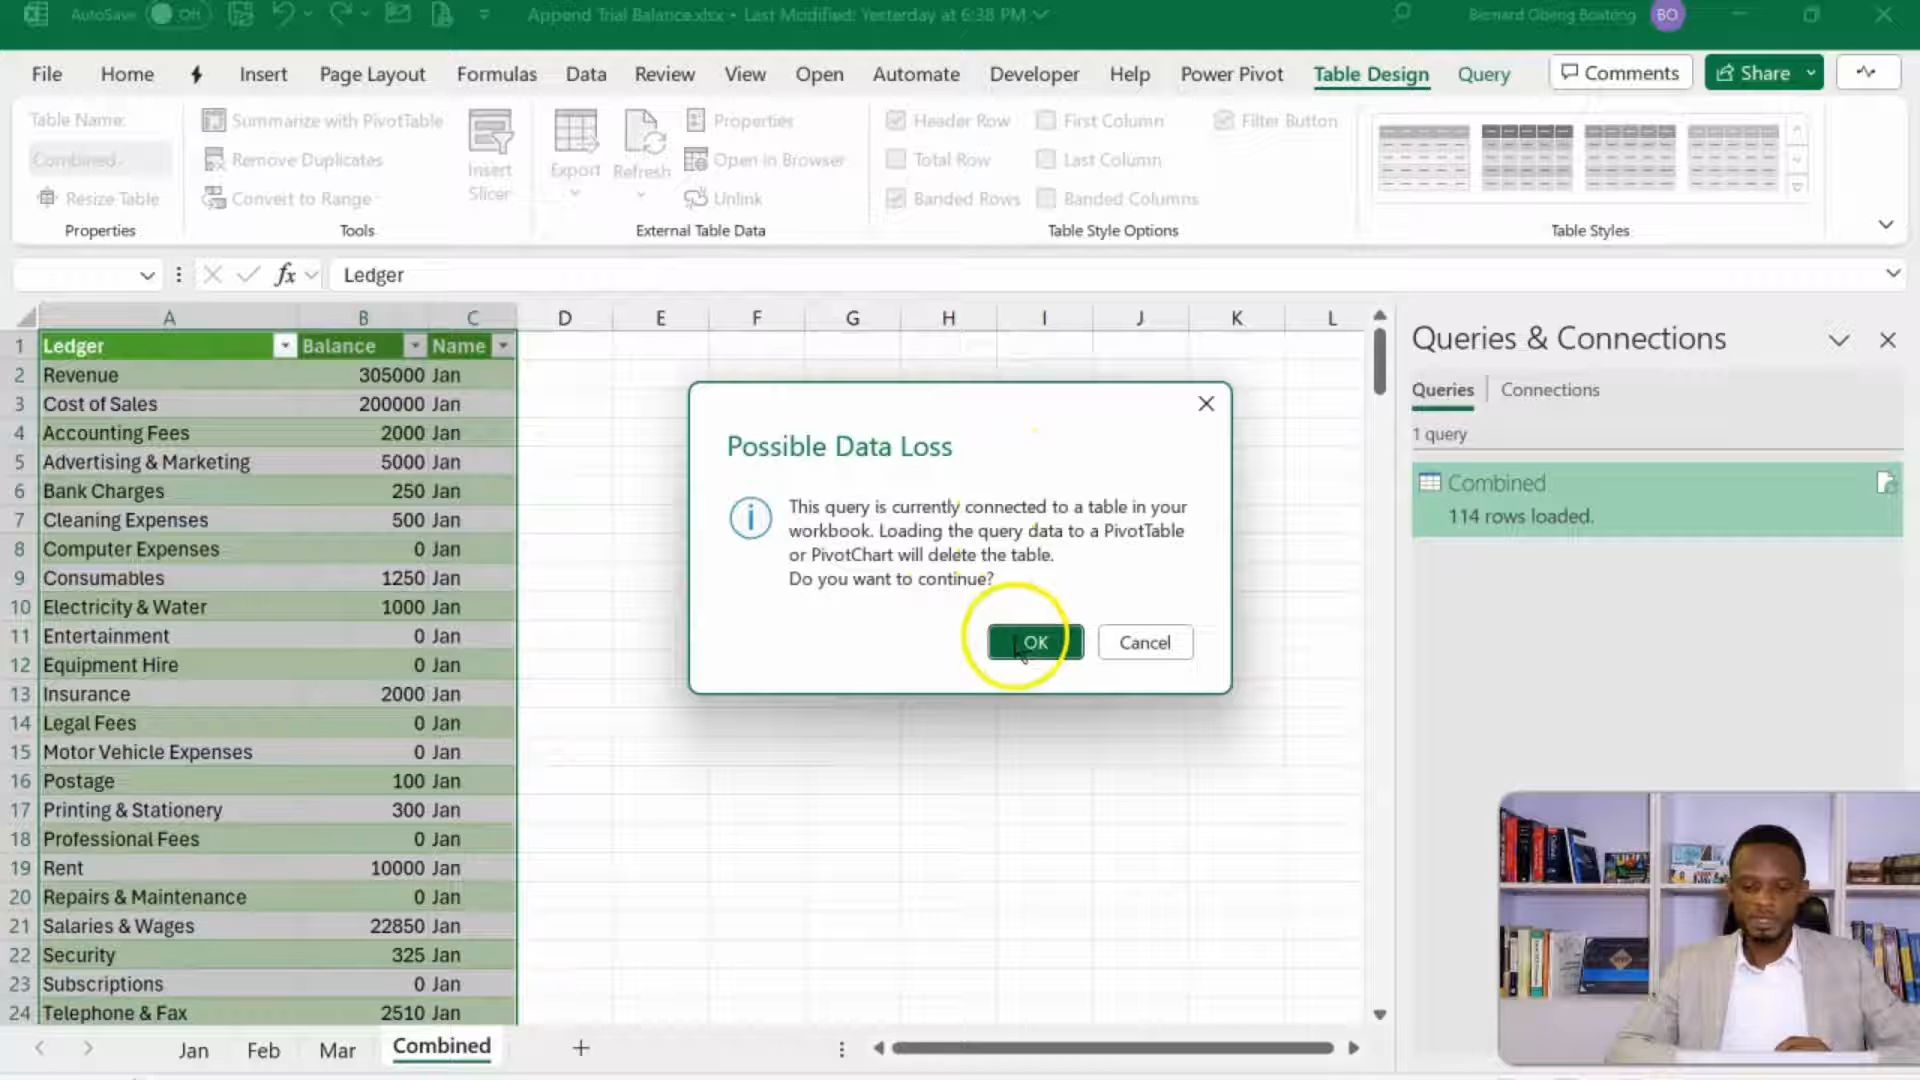 AutoSave Off Append Trial Balance.xlsx • Last Modified: Yesterday at 6:38 PM Bernard Obeng Boateng BO
File Home Insert Page Layout Formulas Data Review View Open Automate Developer Help Power Pivot Table Design Query Comments Share
Table Name:
Combined
Resize Table
Properties
Summarize with PivotTable
Remove Duplicates
Convert to Range
Insert
Slicer
Tools
Export
Refresh
Properties
Open in Browser
Unlink
External Table Data
Header Row First Column Filter Button
Total Row Last Column
Banded Rows Banded Columns
Table Style Options
Table Styles
fx Ledger
A B C D E F G H I J K L
1 Ledger Balance Name
2 Revenue 305000 Jan
3 Cost of Sales 200000 Jan
4 Accounting Fees 2000 Jan
5 Advertising & Marketing 5000 Jan
6 Bank Charges 250 Jan
7 Cleaning Expenses 500 Jan
8 Computer Expenses 0 Jan
9 Consumables 1250 Jan
10 Electricity & Water 1000 Jan
11 Entertainment 0 Jan
12 Equipment Hire 0 Jan
13 Insurance 2000 Jan
14 Legal Fees 0 Jan
15 Motor Vehicle Expenses 0 Jan
16 Postage 100 Jan
17 Printing & Stationery 300 Jan
18 Professional Fees 0 Jan
19 Rent 10000 Jan
20 Repairs & Maintenance 0 Jan
21 Salaries & Wages 22850 Jan
22 Security 325 Jan
23 Subscriptions 0 Jan
24 Telephone & Fax 2510 Jan
Possible Data Loss
This query is currently connected to a table in your
workbook. Loading the query data to a PivotTable
or PivotChart will delete the table.
Do you want to continue?
OK Cancel
Queries & Connections
Queries Connections
1 query
Combined
114 rows loaded.
Jan Feb Mar Combined